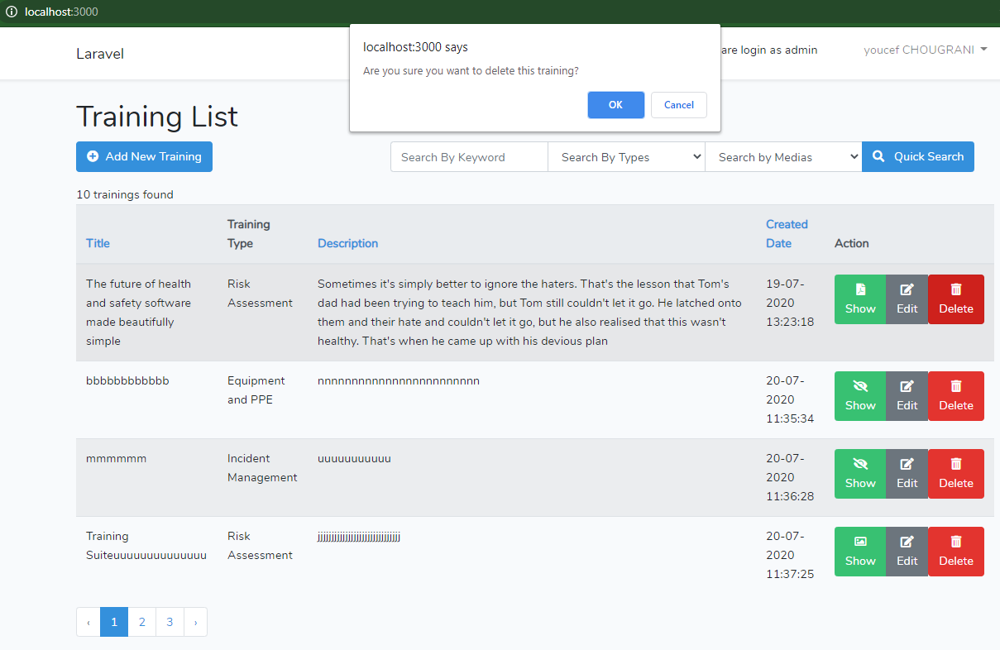 localhost:3000
Laravel
localhost:3000 says
Are you sure you want to delete this training?
OK
Cancel
are login as admin
youcef CHOUGRANI
Training List
Add New Training
Search By Keyword
Search By Types
Search by Medias
Quick Search
10 trainings found
Title
Training
Type
Description
Created
Date
Action
The future of health
and safety software
made beautifully
simple
Risk
Assessment
Sometimes it's simply better to ignore the haters. That's the lesson that Tom's
dad had been trying to teach him, but Tom still couldn't let it go. He latched onto
them and their hate and couldn't let it go, but he also realised that this wasn't
healthy. That's when he came up with his devious plan
19-07-
2020
13:23:18
Show
Edit
Delete
bbbbbbbbbbbb
Equipment
and PPE
nnnnnnnnnnnnnnnnnnnnnnnn
20-07-
2020
11:35:34
Show
Edit
Delete
mmmmmm
Incident
Management
uuuuuuuuuuu
20-07-
2020
11:36:28
Show
Edit
Delete
Training
Suiteuuuuuuuuuuuuuu
Risk
Assessment
jjjjjjjjjjjjjjjjjjjjjjjjjjjjjj
20-07-
2020
11:37:25
Show
Edit
Delete
‹ 1 2 3 ›